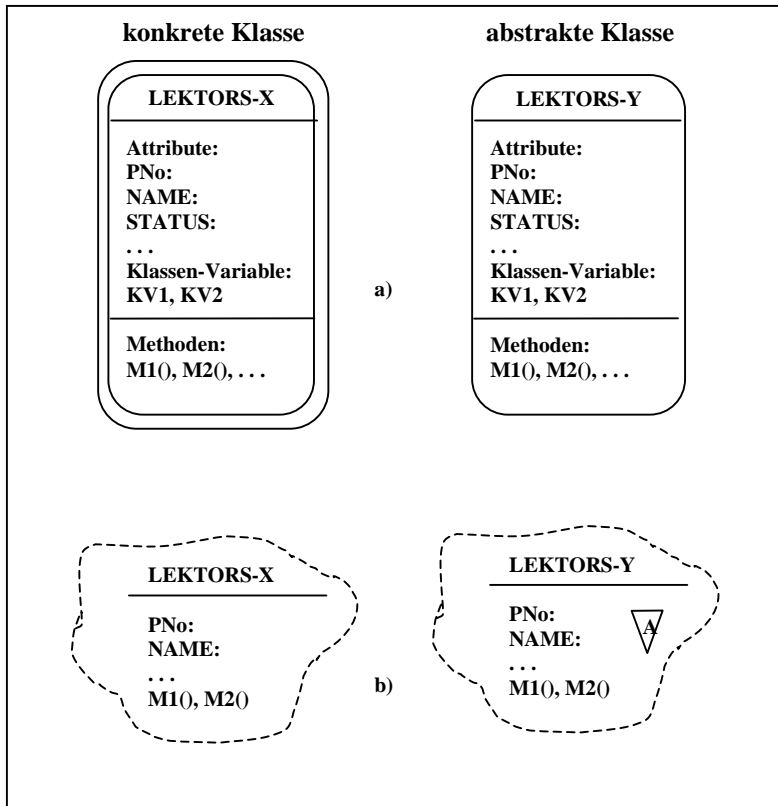 konkrete Klasse
abstrakte Klasse
LEKTORS-X
Attribute:
PNo:
NAME:
STATUS:
. . .
Klassen-Variable:
KV1, KV2
Methoden:
M1(), M2(), . . .
a)
LEKTORS-Y
Attribute:
PNo:
NAME:
STATUS:
. . .
Klassen-Variable:
KV1, KV2
Methoden:
M1(), M2(), . . .
LEKTORS-X
PNo:
NAME:
. . .
M1(), M2()
b)
LEKTORS-Y
PNo:
NAME:
. . .
M1(), M2()
A